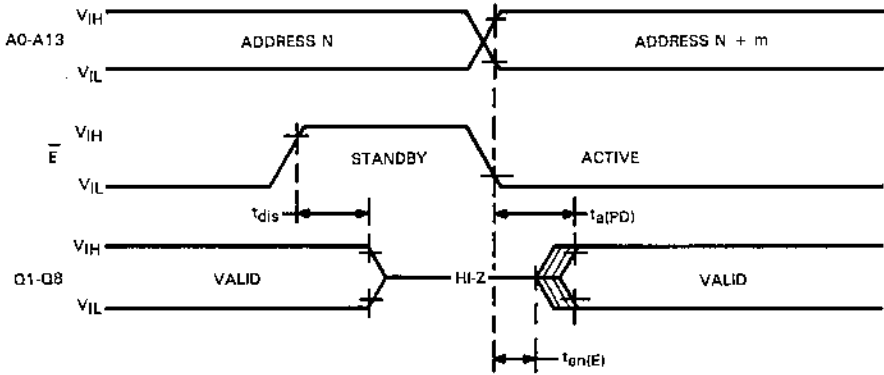 VIH
A0-A13 ADDRESS N ADDRESS N + m
VIL
VIH
E STANDBY ACTIVE
VIL
tdis ta(PD)
VIH
Q1-Q8 VALID HI-Z VALID
VIL
ten(E)